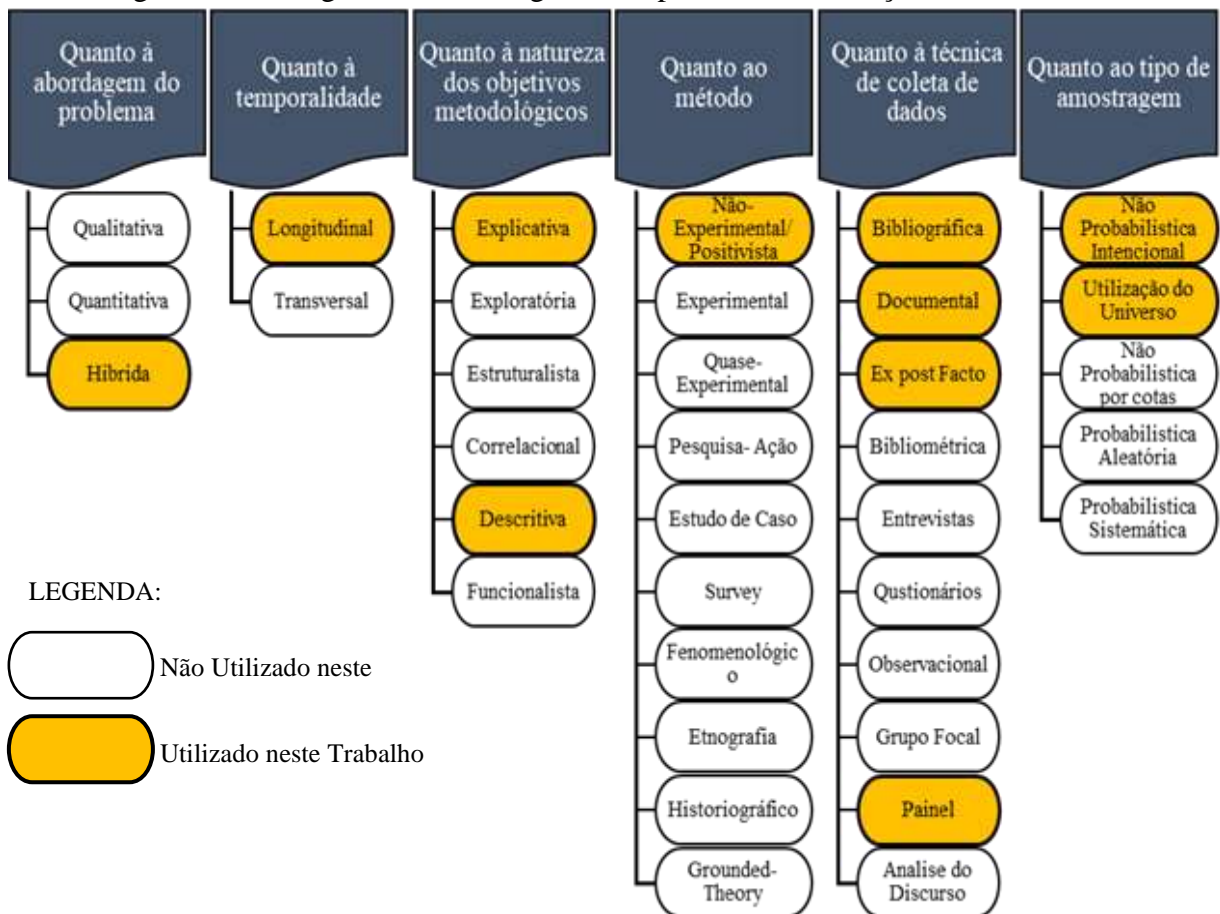 Quanto à
abordagem do
problema
Qualitativa
Quantitativa
Híbrida
Quanto à
temporalidade
Longitudinal
Transversal
Quanto à natureza
dos objetivos
metodológicos
Explicativa
Exploratória
Estruturalista
Correlacional
Descritiva
Funcionalista
Quanto ao
método
Não-
Experimental/
Positivista
Experimental
Quase-
Experimental
Pesquisa- Ação
Estudo de Caso
Survey
Fenomenológic
o
Etnografia
Historiográfico
Grounded-
Theory
Quanto à técnica
de coleta de
dados
Bibliográfica
Documental
Ex post Facto
Bibliométrica
Entrevistas
Qustionários
Observacional
Grupo Focal
Painel
Analise do
Discurso
Quanto ao tipo de
amostragem
Não
Probabilistica
Intencional
Utilização do
Universo
Não
Probabilistica
por cotas
Probabilistica
Aleatória
Probabilistica
Sistemática
LEGENDA:
Não Utilizado neste
Utilizado neste Trabalho